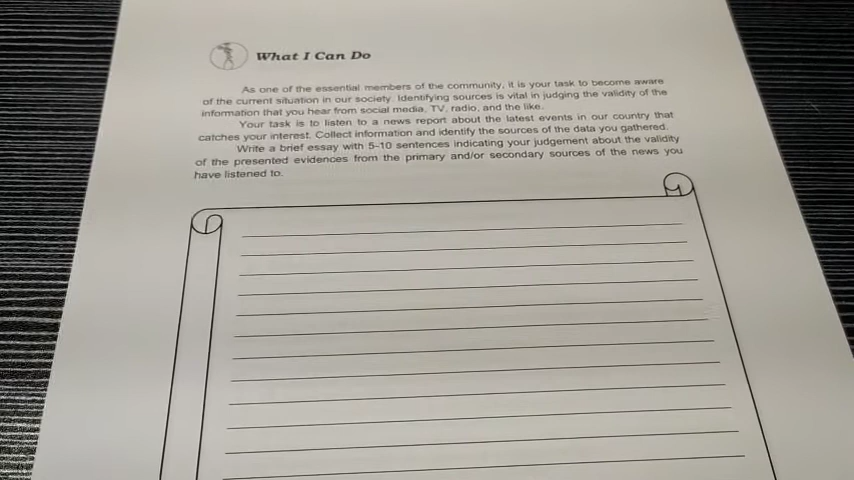 What I Can Do
As one of the essential members of the community, it is your task to become aware
of the current situation in our society. Identifying sources is vital in judging the validity of the
information that you hear from social media, TV, radio, and the like.
Your task is to listen to a news report about the latest events in our country that
catches your interest. Collect information and identify the sources of the data you gathered.
Write a brief essay with 5-10 sentences indicating your judgement about the validity
of the presented evidences from the primary and/or secondary sources of the news you
have listened to.